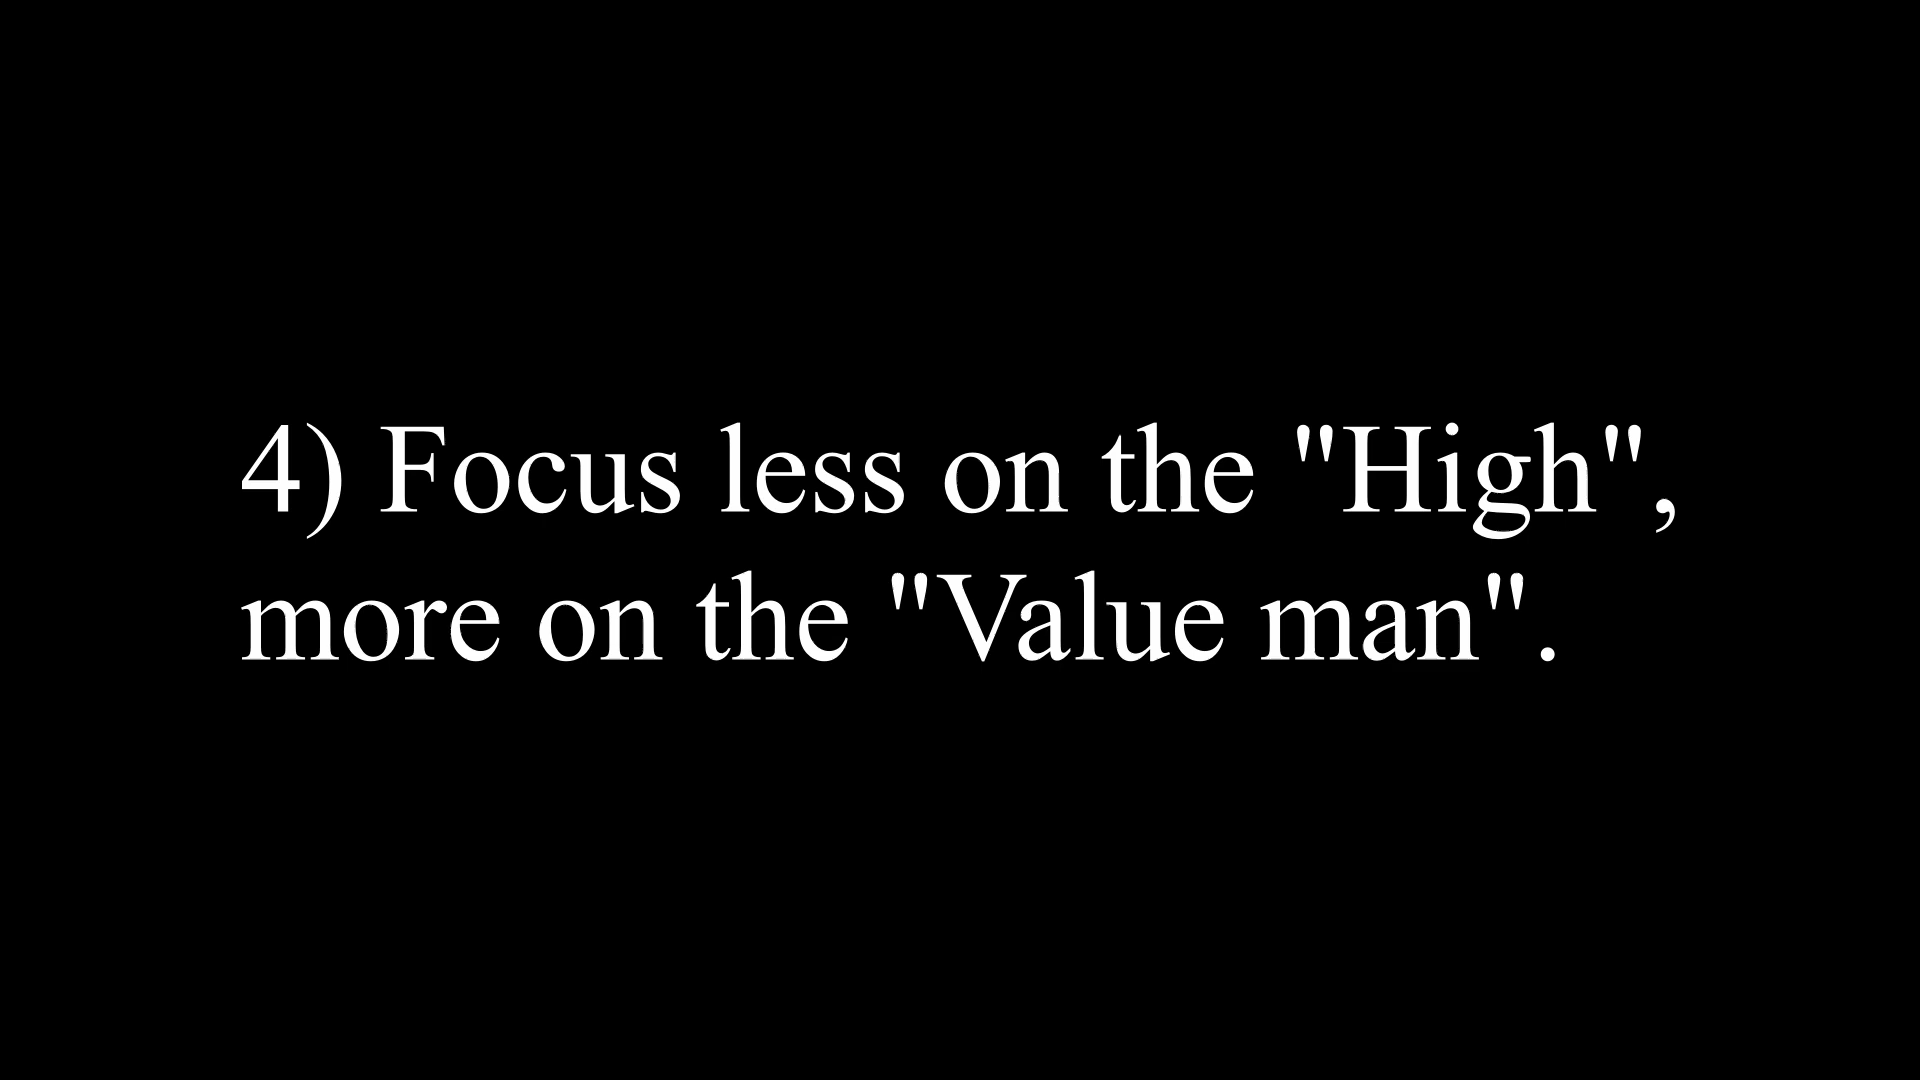 4) Focus less on the "High",
more on the "Value man".